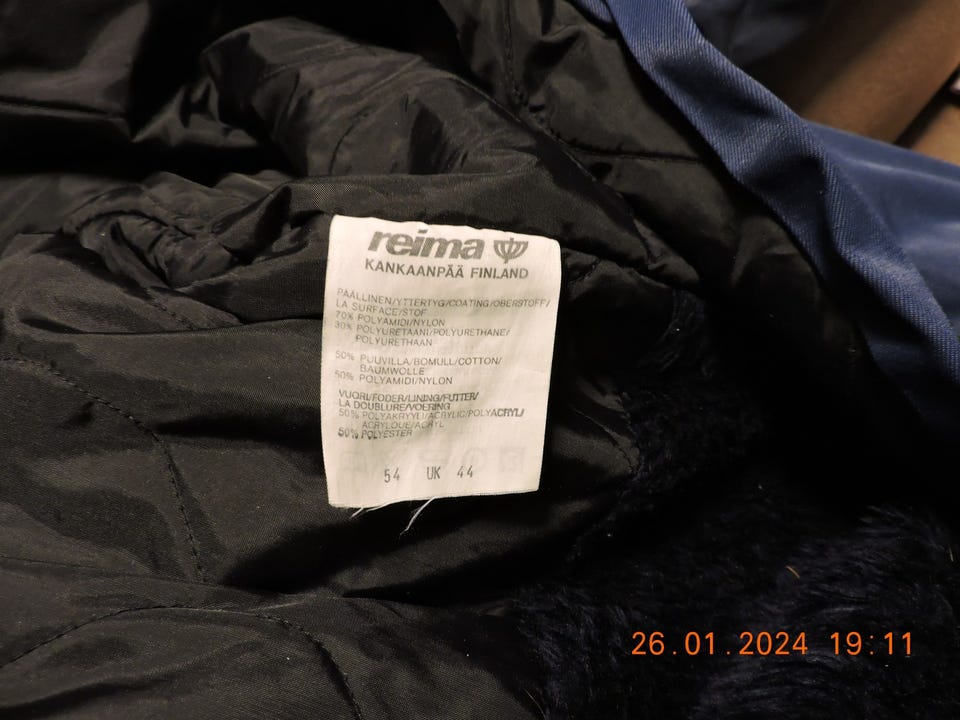 reima
KANKAANPÄÄ FINLAND
PÄÄLLINEN/YTTERTYG/COATING/OBERSTOFF/
LA SURFACE/STOF
70% POLYAMIDI/NYLON
30% POLYURETAANI/POLYURETHANE/
POLYURETHAAN
50% PUUVILLA/BOMULL/COTTON/
BAUMWOLLE
50% POLYAMIDI/NYLON
VUORI/FODER/LINING/FUTTER/
LA DOUBLURE/VOERING
50% POLYAKRYYLI/ACRYLIC/POLYACRYL/
ACRYLQUE/ACRYL
50% POLYESTER
54 UK 44
26.01.2024 19:11